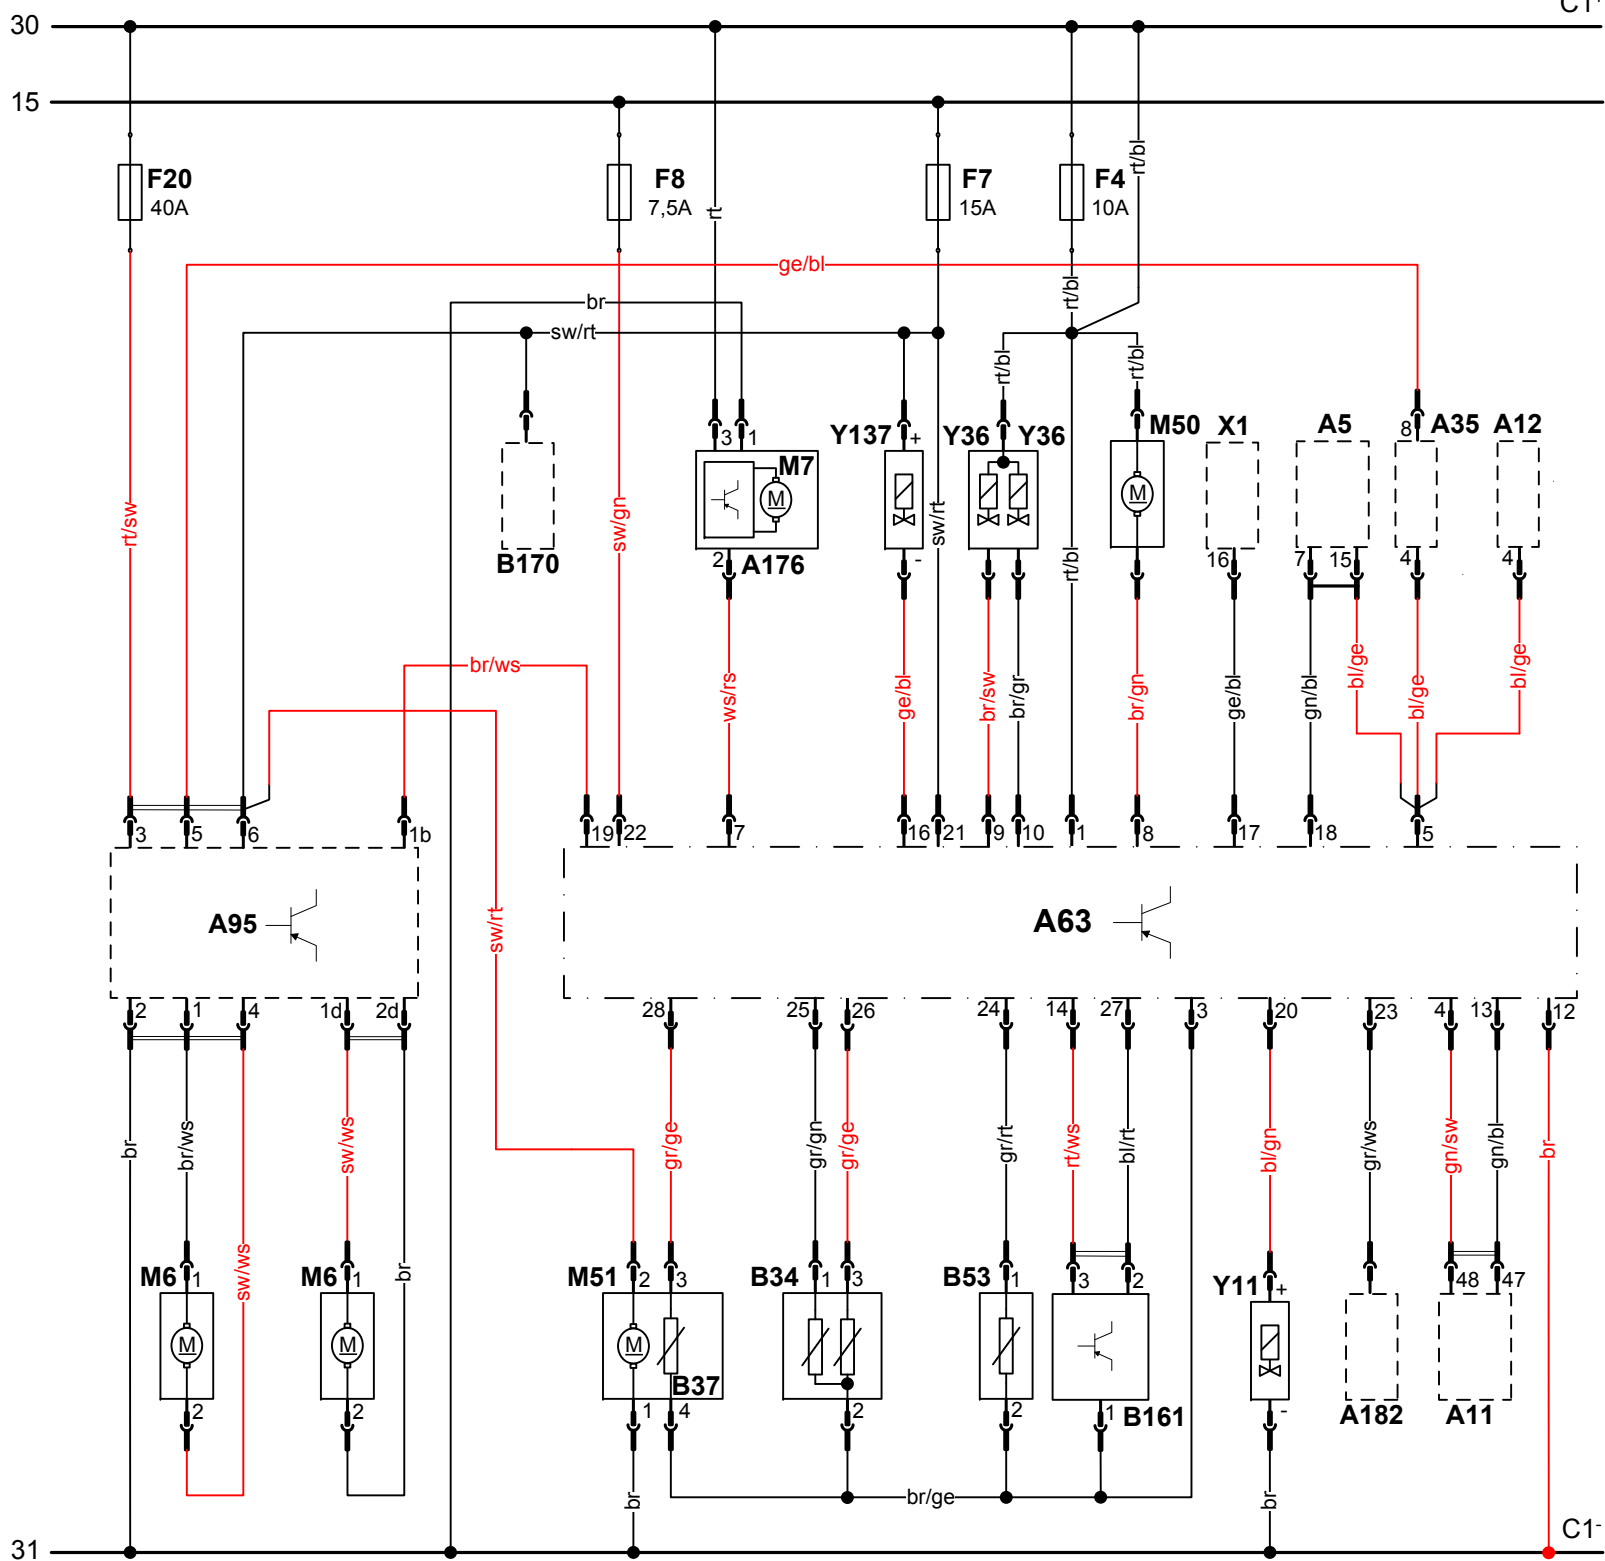 C1+
30
15
F20
40A
F8
7,5A
rt
F7
15A
F4
10A
rt/bl
ge/bl
br
sw/rt
rt/bl
rt/bl
rt/bl
3 1
Y137 + Y36 Y36
M50 X1 A5 8 A35 A12
M7
M
M
rt/sw
sw/gn
sw/rt
B170
2 A176
-
rt/bl
16 7 15 4 4
br/ws
ws/rs
ge/bl
br/sw
br/gr
br/gn
ge/bl
gn/bl
bl/ge
bl/ge
bl/ge
3 5 6 1b 19 22 7 16 21 9 10 1 8 17 18 5
A95
sw/rt
A63
2 1 4 1d 2d 28 25 26 24 14 27 3 20 23 4 13 12
br
br/ws
sw/ws
gr/ge
gr/gn
gr/ge
gr/rt
rt/ws
bl/rt
bl/gn
gr/ws
gn/sw
gn/bl
br
sw/ws
br
M6 1 M6 1 M51 2 3 B34 1 3 B53 1 3 2 Y11 + 48 47
M
M
M
B37
2 2 1 4 2 2 1 B161 - A182 A11
br
br/ge
br
C1-
31